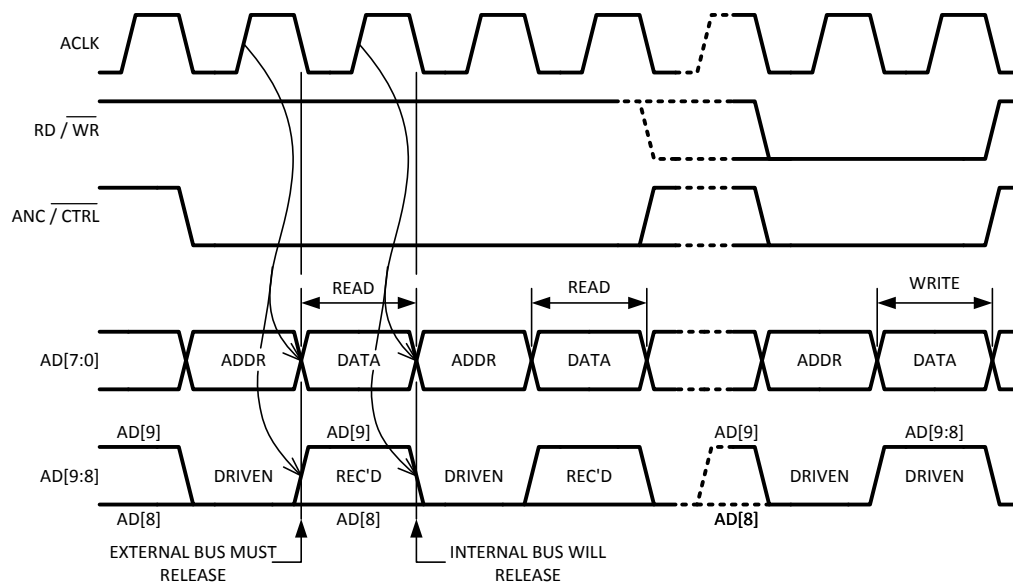 ACLK
RD / WR
ANC / CTRL
READ
READ
WRITE
AD[7:0]
ADDR
DATA
ADDR
DATA
ADDR
DATA
AD[9]
AD[9]
AD[9]
AD[9:8]
AD[9:8]
DRIVEN
REC'D
DRIVEN
REC'D
DRIVEN
DRIVEN
AD[8]
AD[8]
AD[8]
EXTERNAL BUS MUST
RELEASE
INTERNAL BUS WILL
RELEASE